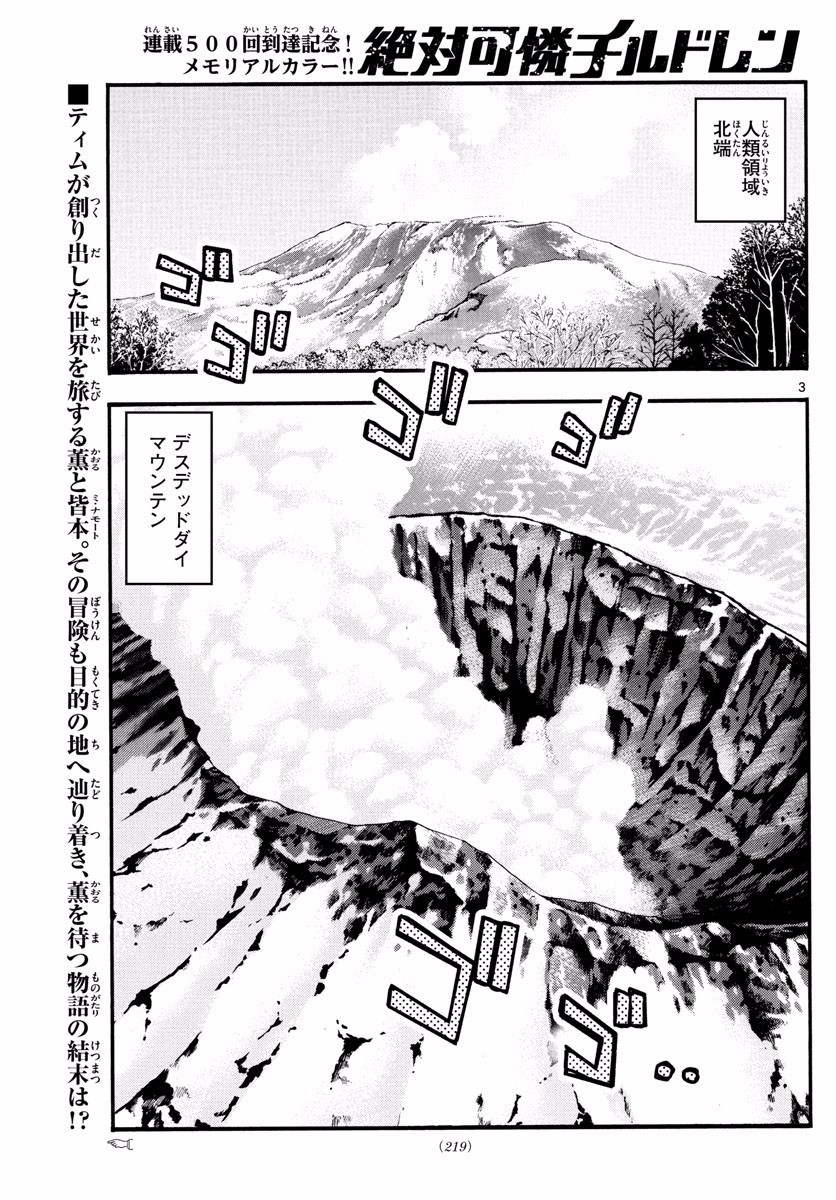 連載500回到達記念!
メモリアルカラー!!
絶対可憐チルドレン
人類領域
北端
ゴゴ
ゴゴ
3
デスデッドダイ
マウンテン
■ティムが創り出した世界を旅する薫と皆本。その冒険も目的の地へ辿り着き、薫を待つ物語の結末は!?
ゴゴ‥
(219)